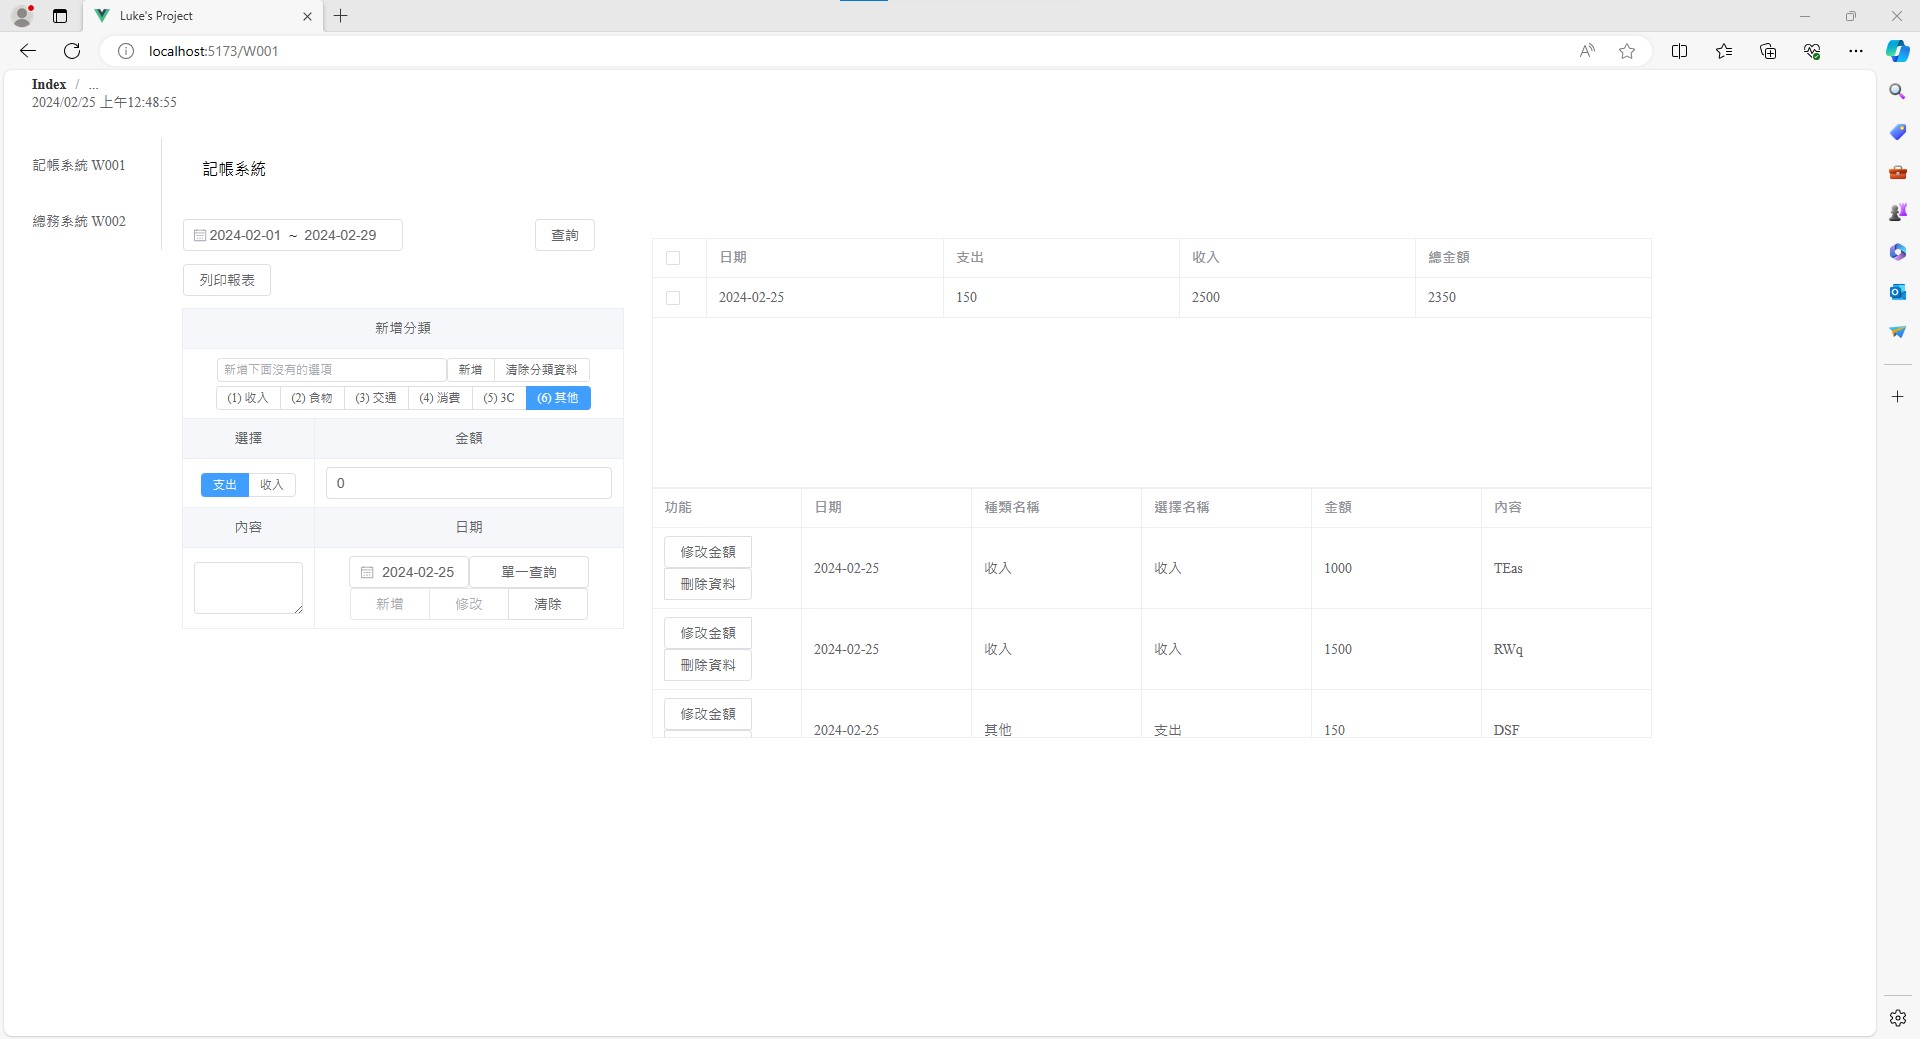 Luke's Project
localhost:5173/W001
Index / ...
2024/02/25 上午12:48:55
記帳系統 W001
總務系統 W002
記帳系統
2024-02-01 ~ 2024-02-29
查詢
列印報表
新增分類
新增下面沒有的選項 新增 清除分類資料
(1) 收入 (2) 食物 (3) 交通 (4) 消費 (5) 3C (6) 其他
選擇 金額
支出 收入 0
內容 日期
2024-02-25 單一查詢
新增 修改 清除
日期 支出 收入 總金額
2024-02-25 150 2500 2350
功能 日期 種類名稱 選擇名稱 金額 內容
修改金額
刪除資料
2024-02-25 收入 收入 1000 TEas
修改金額
刪除資料
2024-02-25 收入 收入 1500 RWq
修改金額
2024-02-25 其他 支出 150 DSF